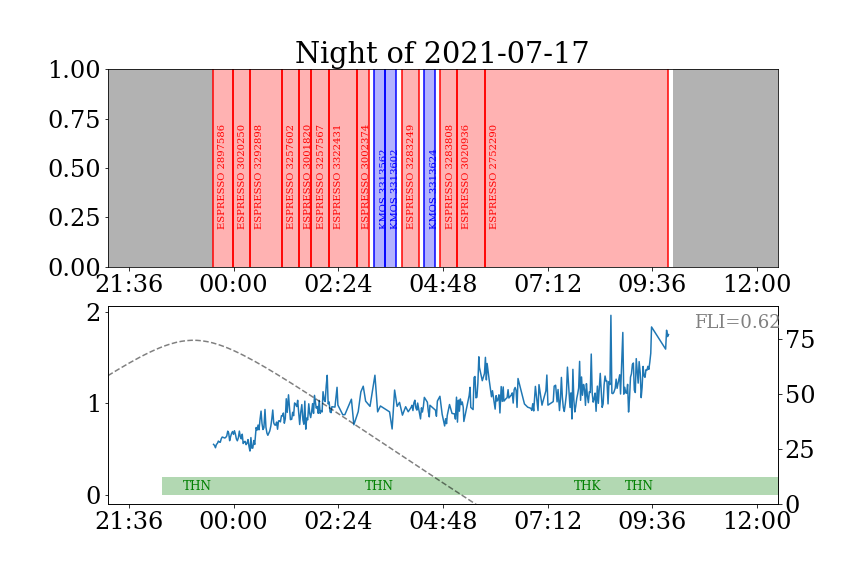 Night of 2021-07-17
1.00
0.75
0.50
0.25
0.00
ESPRESSO 2897586
ESPRESSO 3020250
ESPRESSO 3292898
ESPRESSO 3257602
ESPRESSO 3001820
ESPRESSO 3257567
ESPRESSO 3322431
ESPRESSO 3002374
KMOS 3313562
KMOS 3313602
ESPRESSO 3283249
KMOS 3313624
ESPRESSO 3283808
ESPRESSO 3020936
ESPRESSO 2752290
21:36 00:00 02:24 04:48 07:12 09:36 12:00
2
1
0
FLI=0.62
75
50
25
0
THN THN THK THN
21:36 00:00 02:24 04:48 07:12 09:36 12:00